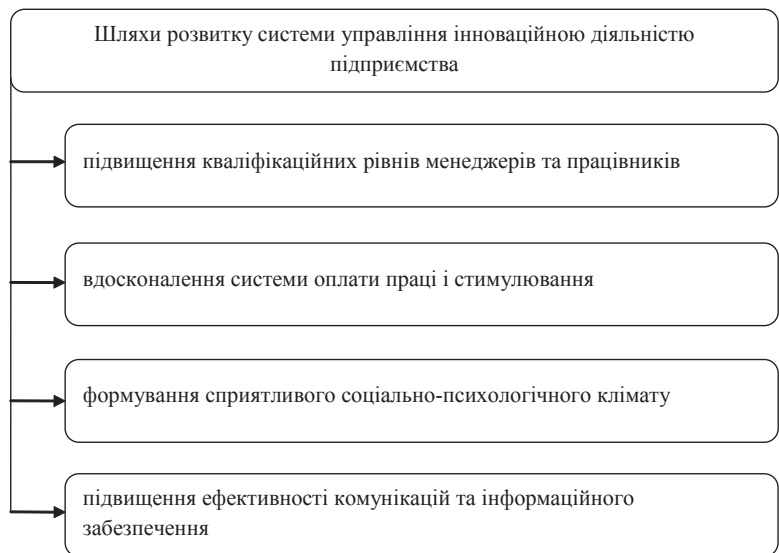 Шляхи розвитку системи управління інноваційною діяльністю
підприємства
підвищення кваліфікаційних рівнів менеджерів та працівників
вдосконалення системи оплати праці і стимулювання
формування сприятливого соціально-психологічного клімату
підвищення ефективності комунікацій та інформаційного
забезпечення